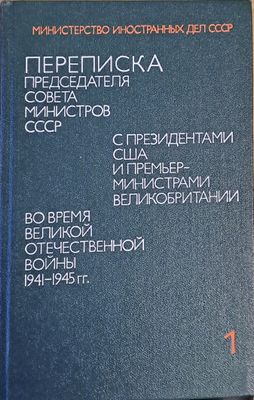 МИНИСТЕРСТВО ИНОСТРАННЫХ ДЕЛ СССР
ПЕРЕПИСКА
ПРЕДСЕДАТЕЛЯ
СОВЕТА
МИНИСТРОВ
СССР
С ПРЕЗИДЕНТАМИ
США
И ПРЕМЬЕР-
МИНИСТРАМИ
ВЕЛИКОБРИТАНИИ
ВО ВРЕМЯ
ВЕЛИКОЙ
ОТЕЧЕСТВЕННОЙ
ВОЙНЫ
1941–1945 гг.
1